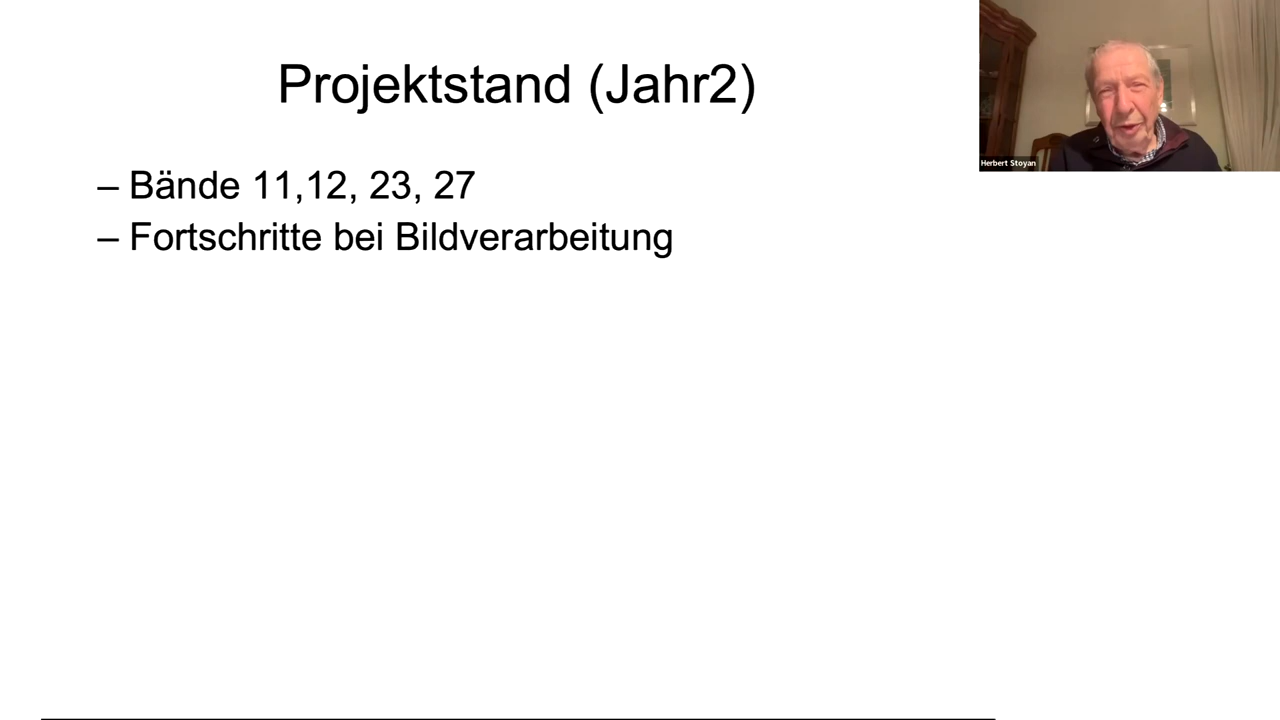 Projektstand (Jahr2)
– Bände 11,12, 23, 27
– Fortschritte bei Bildverarbeitung
Herbert Stoyan